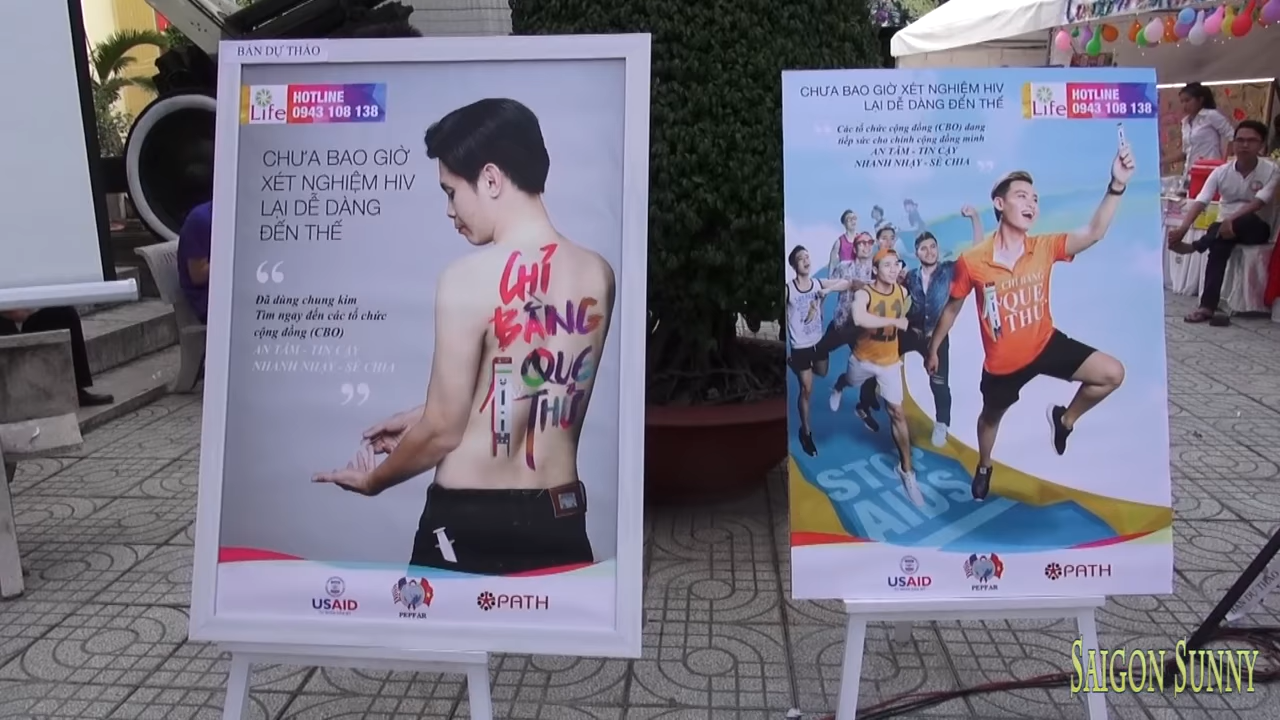 BẢN DỰ THẢO
Life
HOTLINE
0943 108 138
CHƯA BAO GIỜ
XÉT NGHIỆM HIV
LẠI DỄ DÀNG
ĐẾN THẾ
“
Đã dùng chung kim
Tìm ngay đến các tổ chức
cộng đồng (CBO)
AN TÂM - TIN CẬY
NHANH NHẠY - SẺ CHIA
”
CHỈ
BẰNG
QUE
THỬ
USAID
PEPFAR
PATH
CHƯA BAO GIỜ XÉT NGHIỆM HIV
LẠI DỄ DÀNG ĐẾN THẾ
Life
HOTLINE
0943 108 138
“
Các tổ chức cộng đồng (CBO) đang
tiếp sức cho chính cộng đồng mình
AN TÂM - TIN CẬY
NHANH NHẠY - SẺ CHIA
”
CHỈ BẰNG
QUE
THỬ
11
STOP
AIDS
USAID
PEPFAR
PATH
SAIGON SUNNY